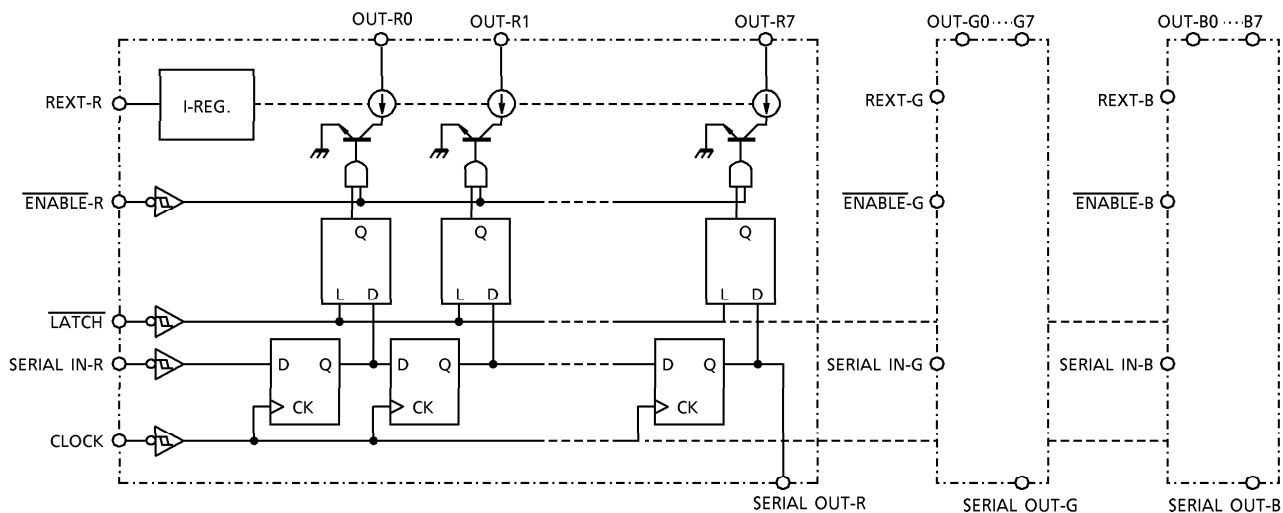 OUT-R0
OUT-R1
OUT-R7
OUT-G0 ···· G7
OUT-B0 ···· B7
REXT-R
I-REG.
REXT-G
REXT-B
ENABLE-R
ENABLE-G
ENABLE-B
Q
Q
Q
L D
L D
L D
LATCH
SERIAL IN-R
D Q
D Q
D Q
SERIAL IN-G
SERIAL IN-B
CK
CK
CK
CLOCK
SERIAL OUT-R
SERIAL OUT-G
SERIAL OUT-B